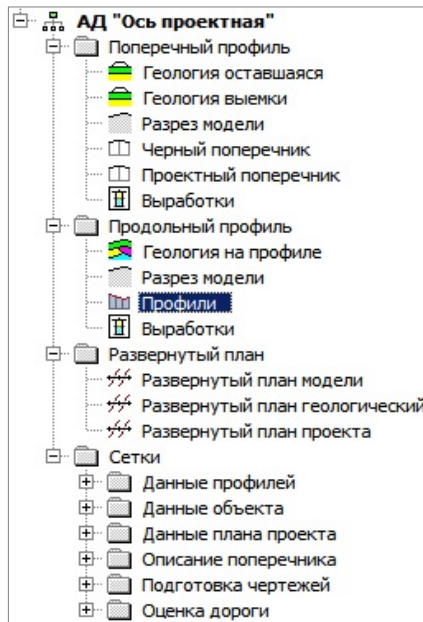 АД "Ось проектная"
Поперечный профиль
Геология оставшаяся
Геология выемки
Разрез модели
Черный поперечник
Проектный поперечник
Выработки
Продольный профиль
Геология на профиле
Разрез модели
Профили
Выработки
Развернутый план
Развернутый план модели
Развернутый план геологический
Развернутый план проекта
Сетки
Данные профилей
Данные объекта
Данные плана проекта
Описание поперечника
Подготовка чертежей
Оценка дороги